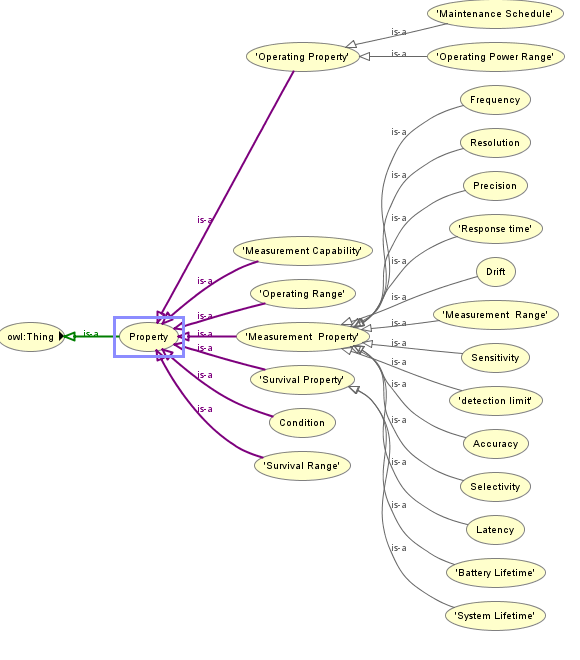 'Maintenance Schedule'
is-a
'Operating Property'
is-a
'Operating Power Range'
Frequency
is-a
Resolution
is-a
Precision
is-a
is-a
'Response time'
'Measurement Capability'
is-a
Drift
is-a
is-a
'Operating Range'
is-a
'Measurement  Range'
is-a
is-a
owl:Thing
is-a
Property
is-a
'Measurement  Property'
is-a
Sensitivity
is-a
'Survival Property'
is-a
is-a
'detection limit'
is-a
Condition
is-a
Accuracy
'Survival Range'
is-a
Selectivity
is-a
Latency
is-a
'Battery Lifetime'
is-a
'System Lifetime'